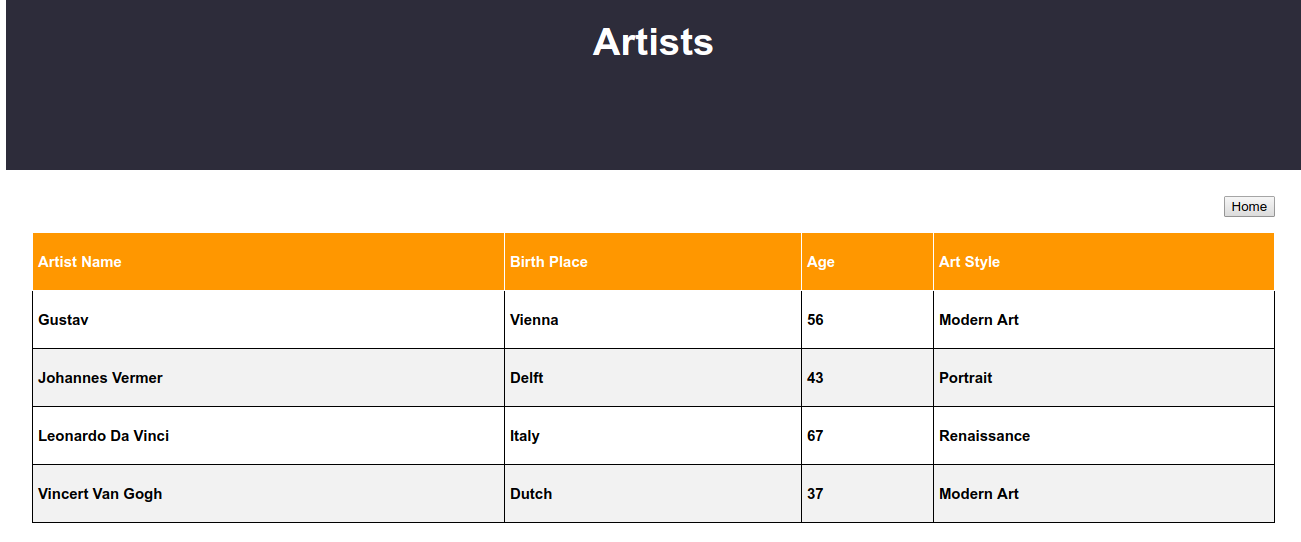 Artists
Home
Artist Name Birth Place Age Art Style
Gustav Vienna 56 Modern Art
Johannes Vermer Delft 43 Portrait
Leonardo Da Vinci Italy 67 Renaissance
Vincert Van Gogh Dutch 37 Modern Art